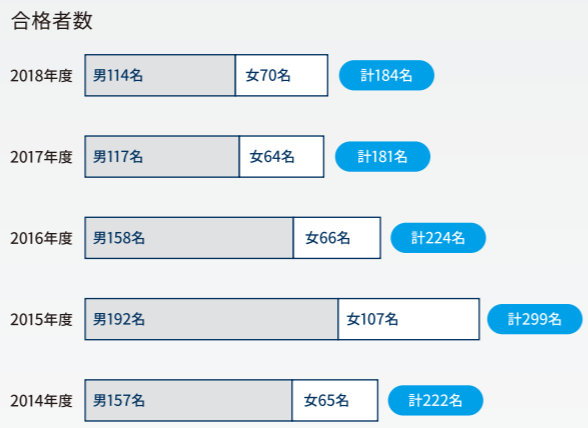 合格者数
2018年度 男114名 女70名 計184名
2017年度 男117名 女64名 計181名
2016年度 男158名 女66名 計224名
2015年度 男192名 女107名 計299名
2014年度 男157名 女65名 計222名